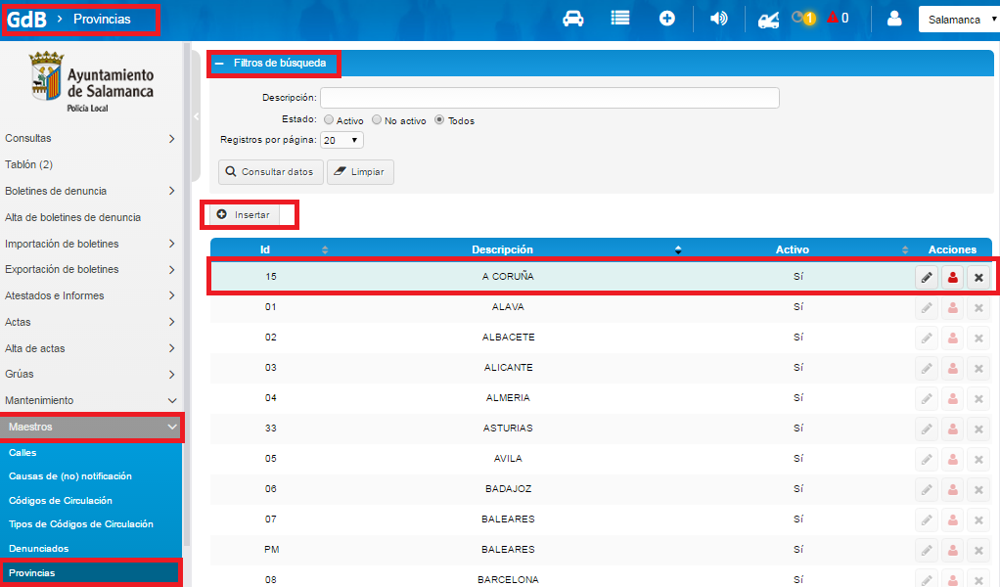 GdB > Provincias
1
0
Salamanca
Ayuntamiento
de Salamanca
Policía Local
Consultas
Tablón (2)
Boletines de denuncia
Alta de boletines de denuncia
Importación de boletines
Exportación de boletines
Atestados e Informes
Actas
Alta de actas
Grúas
Mantenimiento
Maestros
Calles
Causas de (no) notificación
Códigos de Circulación
Tipos de Códigos de Circulación
Denunciados
Provincias
Filtros de búsqueda
Descripción:
Estado: Activo No activo Todos
Registros por página: 20
Consultar datos Limpiar
Insertar
Id Descripción Activo Acciones
15 A CORUÑA Sí
01 ALAVA Sí
02 ALBACETE Sí
03 ALICANTE Sí
04 ALMERIA Sí
33 ASTURIAS Sí
05 AVILA Sí
06 BADAJOZ Sí
07 BALEARES Sí
PM BALEARES Sí
08 BARCELONA Sí